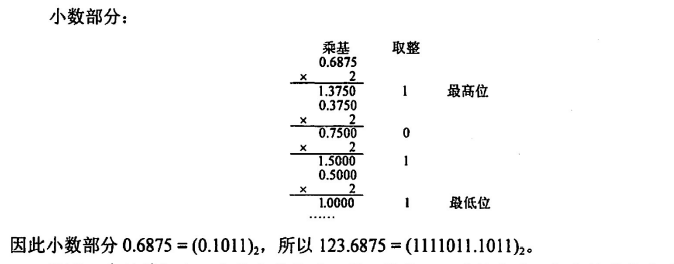 小数部分：
乘基 取整
0.6875
× 2
1.3750 1 最高位
0.3750
× 2
0.7500 0
× 2
1.5000 1
0.5000
× 2
1.0000 1 最低位
……
因此小数部分 0.6875 = (0.1011)₂，所以 123.6875 = (1111011.1011)₂。